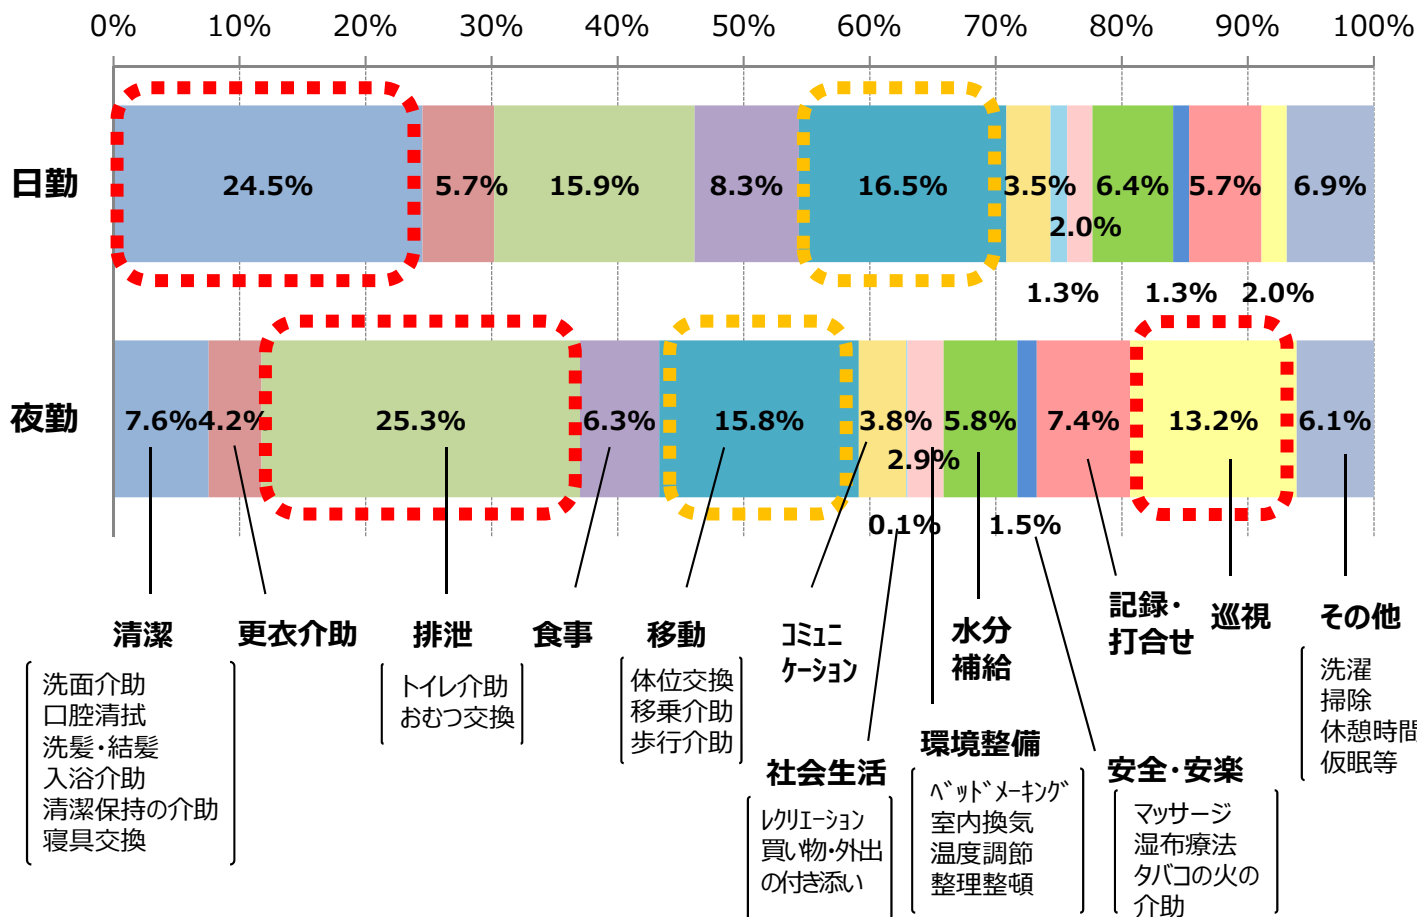 0% 10% 20% 30% 40% 50% 60% 70% 80% 90% 100%
日勤
24.5% 5.7% 15.9% 8.3% 16.5% 3.5% 6.4% 5.7% 6.9%
2.0%
1.3% 1.3% 2.0%
夜勤
7.6% 4.2% 25.3% 6.3% 15.8% 3.8% 5.8% 7.4% 13.2% 6.1%
2.9%
0.1% 1.5%
清潔
洗面介助
口腔清拭
洗髪・結髪
入浴介助
清潔保持の介助
寝具交換
更衣介助
排泄
トイレ介助
おむつ交換
食事
移動
体位交換
移乗介助
歩行介助
ｺﾐｭﾆ
ｹｰｼｮﾝ
社会生活
ﾚｸﾘｴｰｼｮﾝ
買い物・外出
の付き添い
環境整備
ﾍﾞｯﾄﾞﾒｰｷﾝｸﾞ
室内換気
温度調節
整理整頓
水分
補給
安全・安楽
マッサージ
湿布療法
タバコの火の
介助
記録・
打合せ
巡視
その他
洗濯
掃除
休憩時間
仮眠等